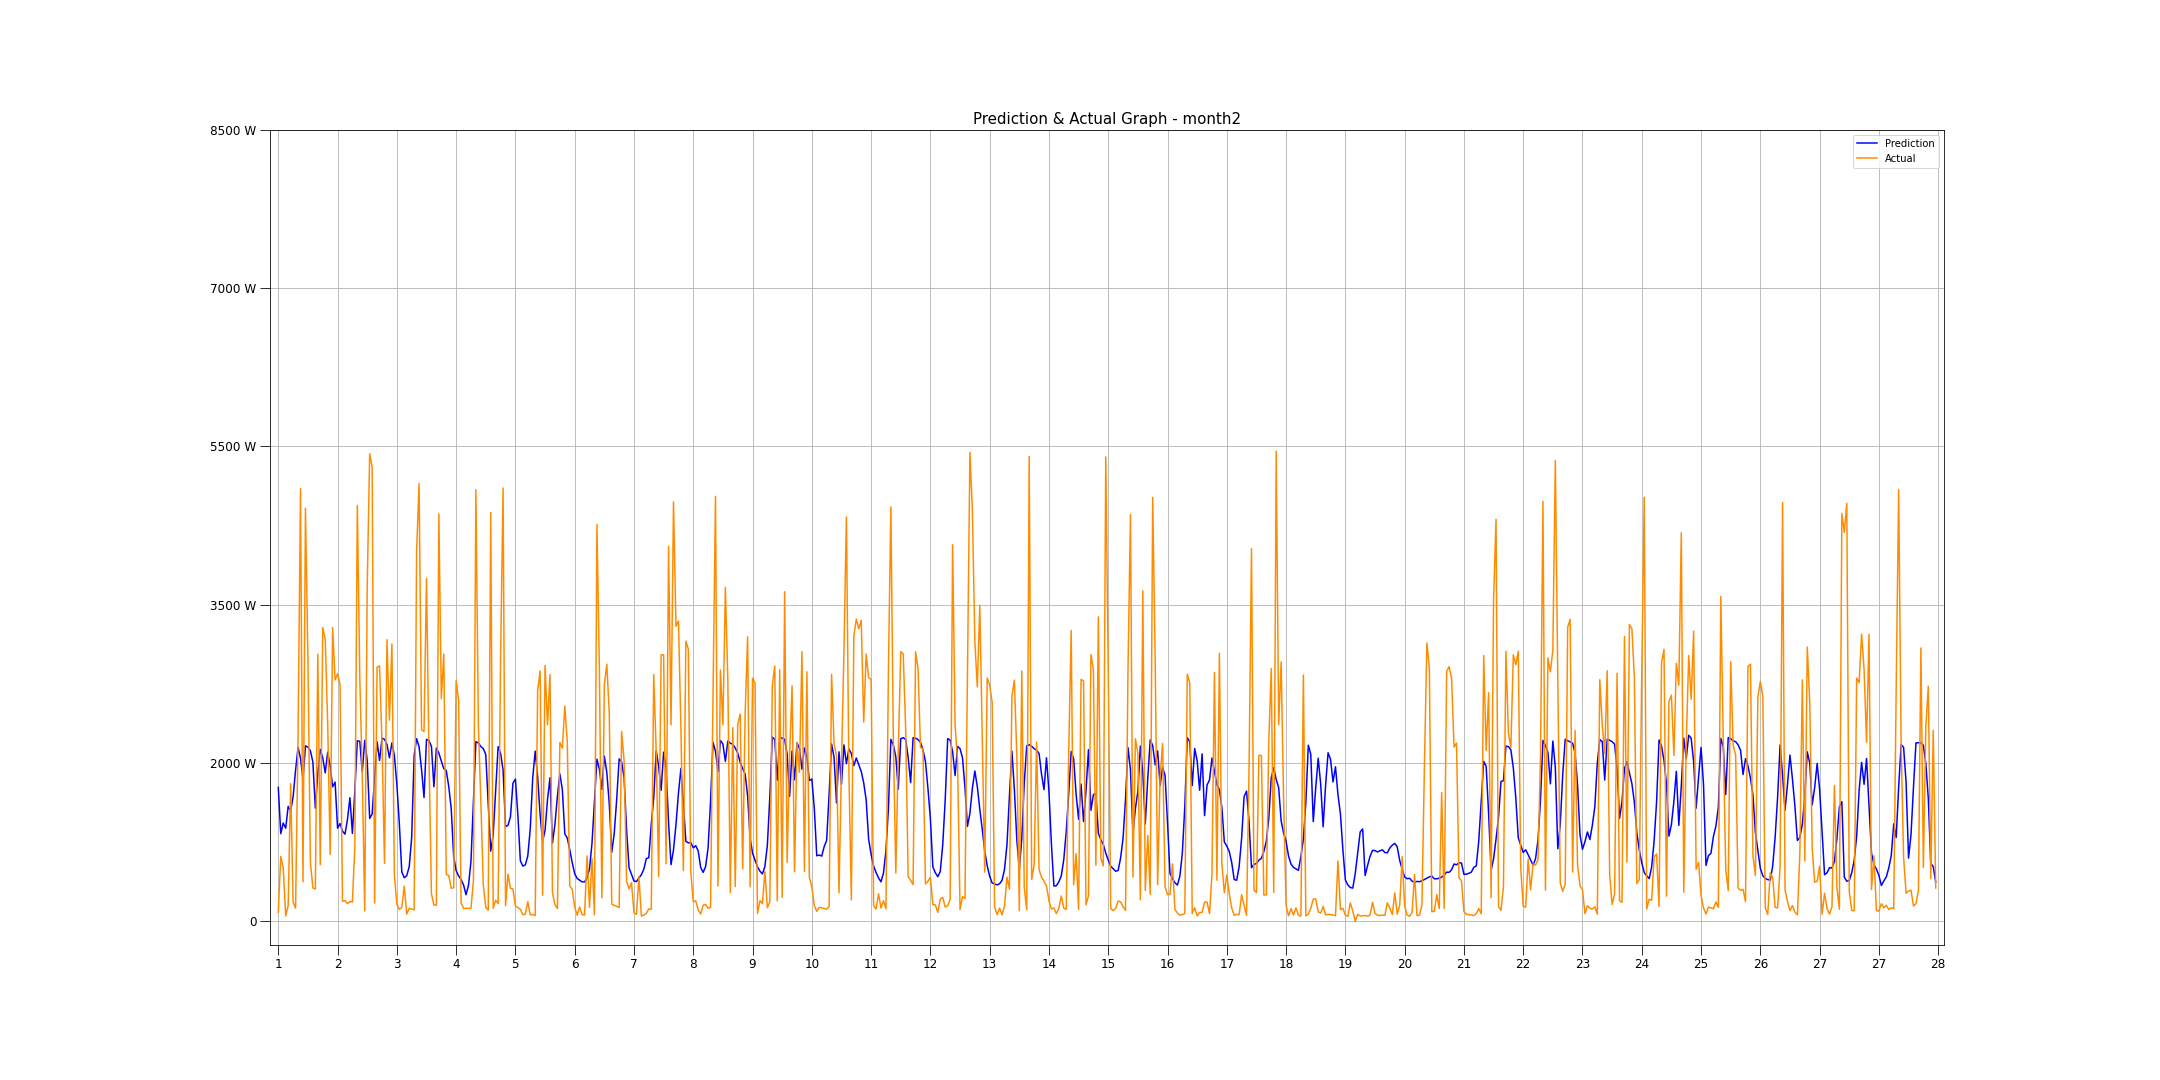 Prediction & Actual Graph - month2
8500 W
7000 W
5500 W
3500 W
2000 W
0
Prediction
Actual
1 2 3 4 5 6 7 8 9 10 11 12 13 14 15 16 17 18 19 20 21 22 23 24 25 26 27 27 28